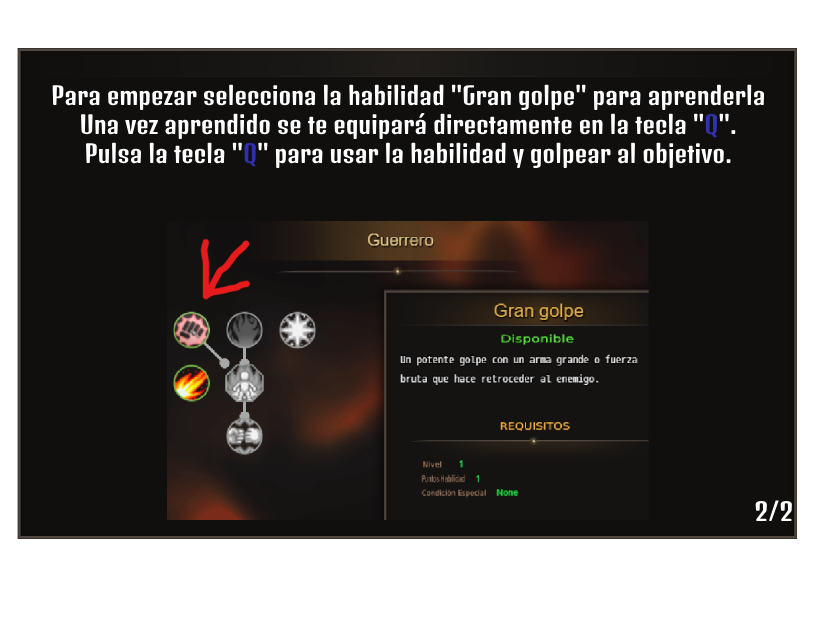 Para empezar selecciona la habilidad "Gran golpe" para aprenderla
Una vez aprendido se te equipará directamente en la tecla "Q".
Pulsa la tecla "Q" para usar la habilidad y golpear al objetivo.
Guerrero
Gran golpe
Disponible
Un potente golpe con un arma grande o fuerza
bruta que hace retroceder al enemigo.
REQUISITOS
Nivel 1
Puntos Habilidad 1
Condición Especial None
2/2